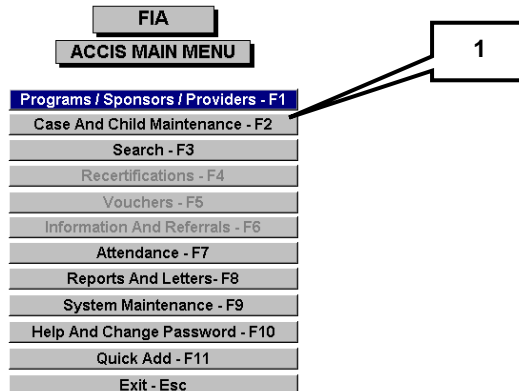 FIA
ACCIS MAIN MENU
1
Programs / Sponsors / Providers - F1
Case And Child Maintenance - F2
Search - F3
Recertifications - F4
Vouchers - F5
Information And Referrals - F6
Attendance - F7
Reports And Letters- F8
System Maintenance - F9
Help And Change Password - F10
Quick Add - F11
Exit - Esc